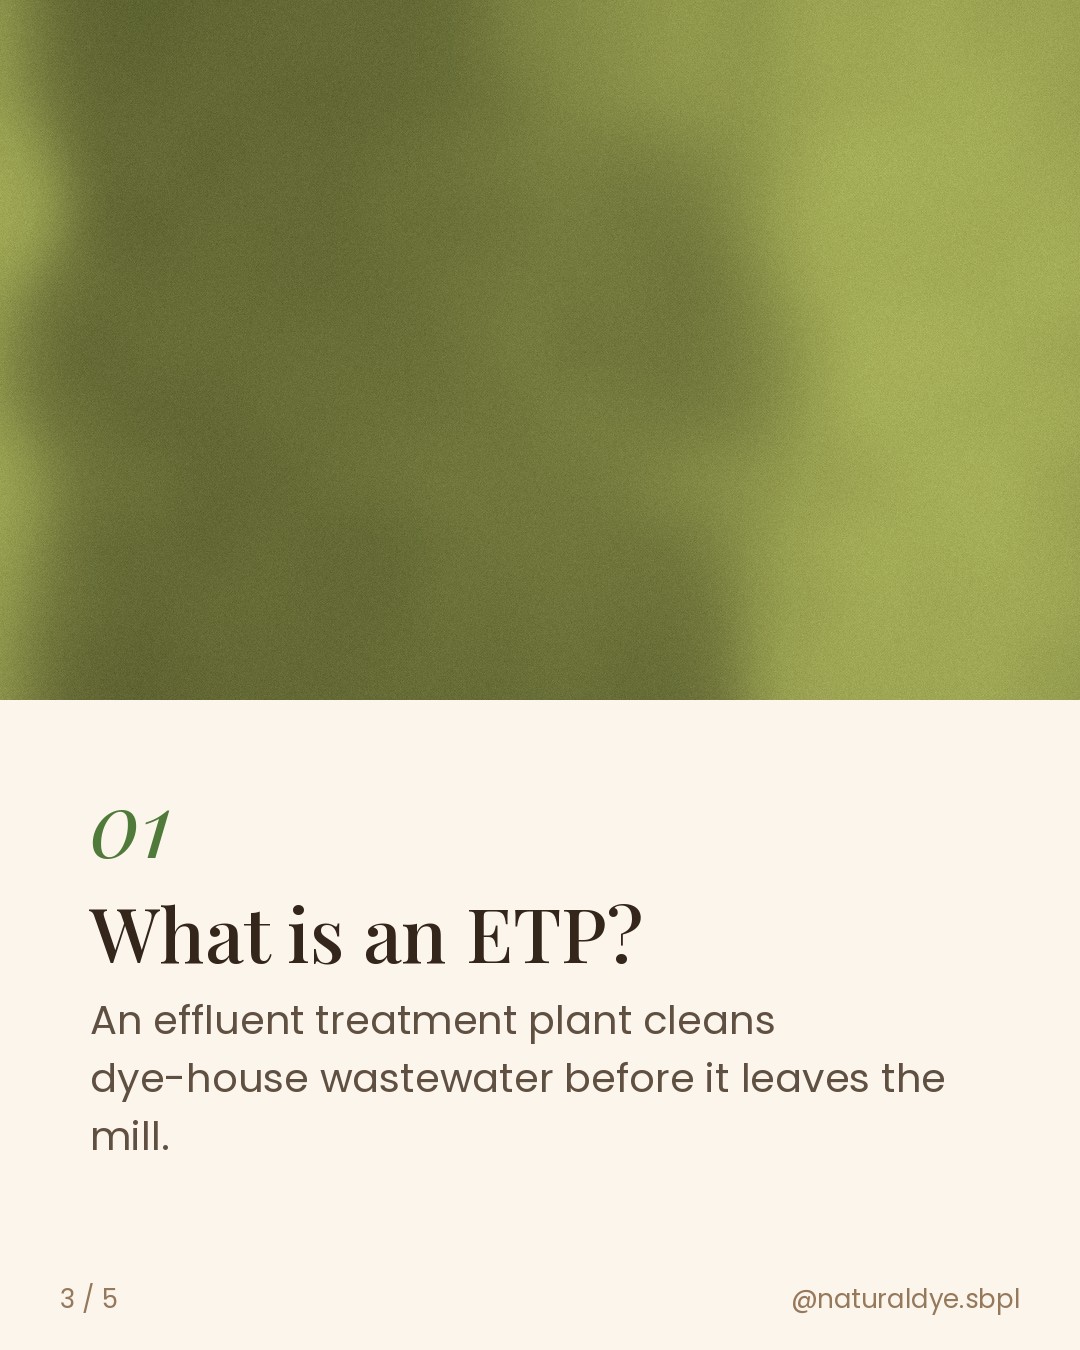 01
What is an ETP?
An effluent treatment plant cleans
dye-house wastewater before it leaves the
mill.
3 / 5
@naturaldye.sbpl